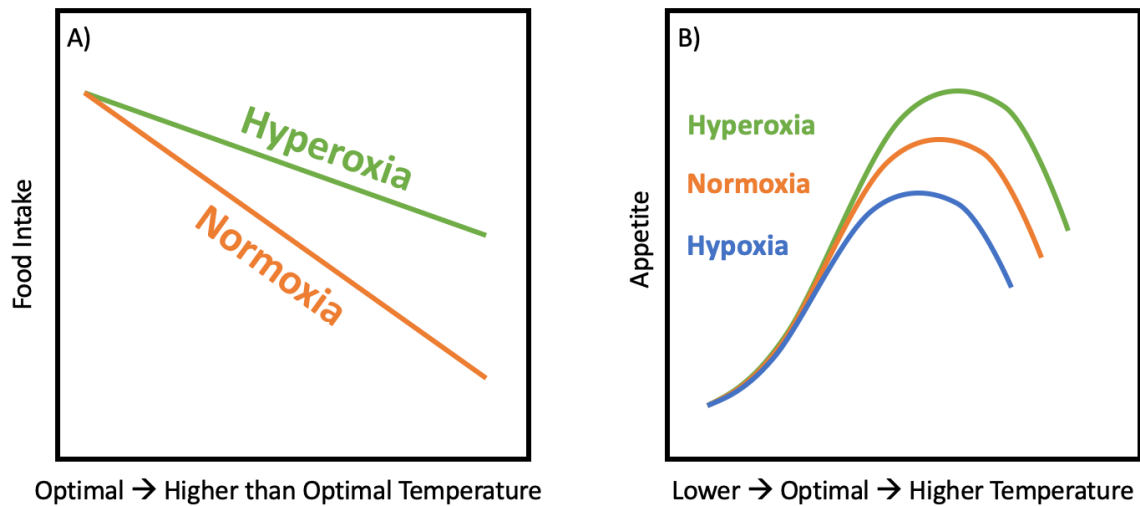 A)
Hyperoxia
Normoxia
Food Intake
Optimal → Higher than Optimal Temperature
B)
Hyperoxia
Normoxia
Hypoxia
Appetite
Lower → Optimal → Higher Temperature